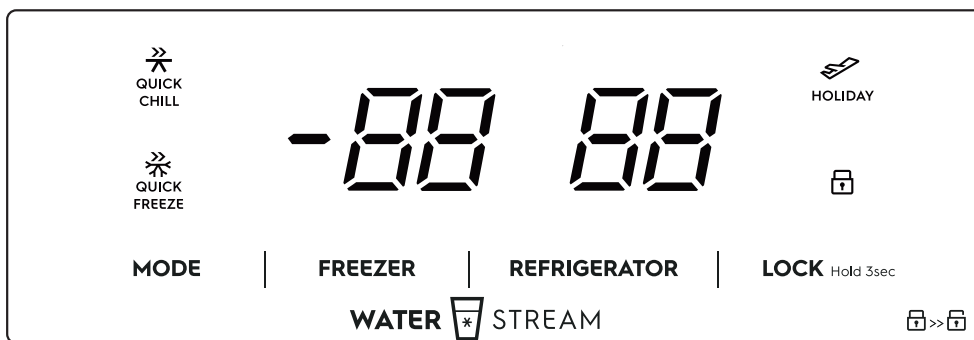 QUICK
CHILL
-88 88
HOLIDAY
QUICK
FREEZE
MODE FREEZER REFRIGERATOR LOCK Hold 3sec
WATER STREAM
>>